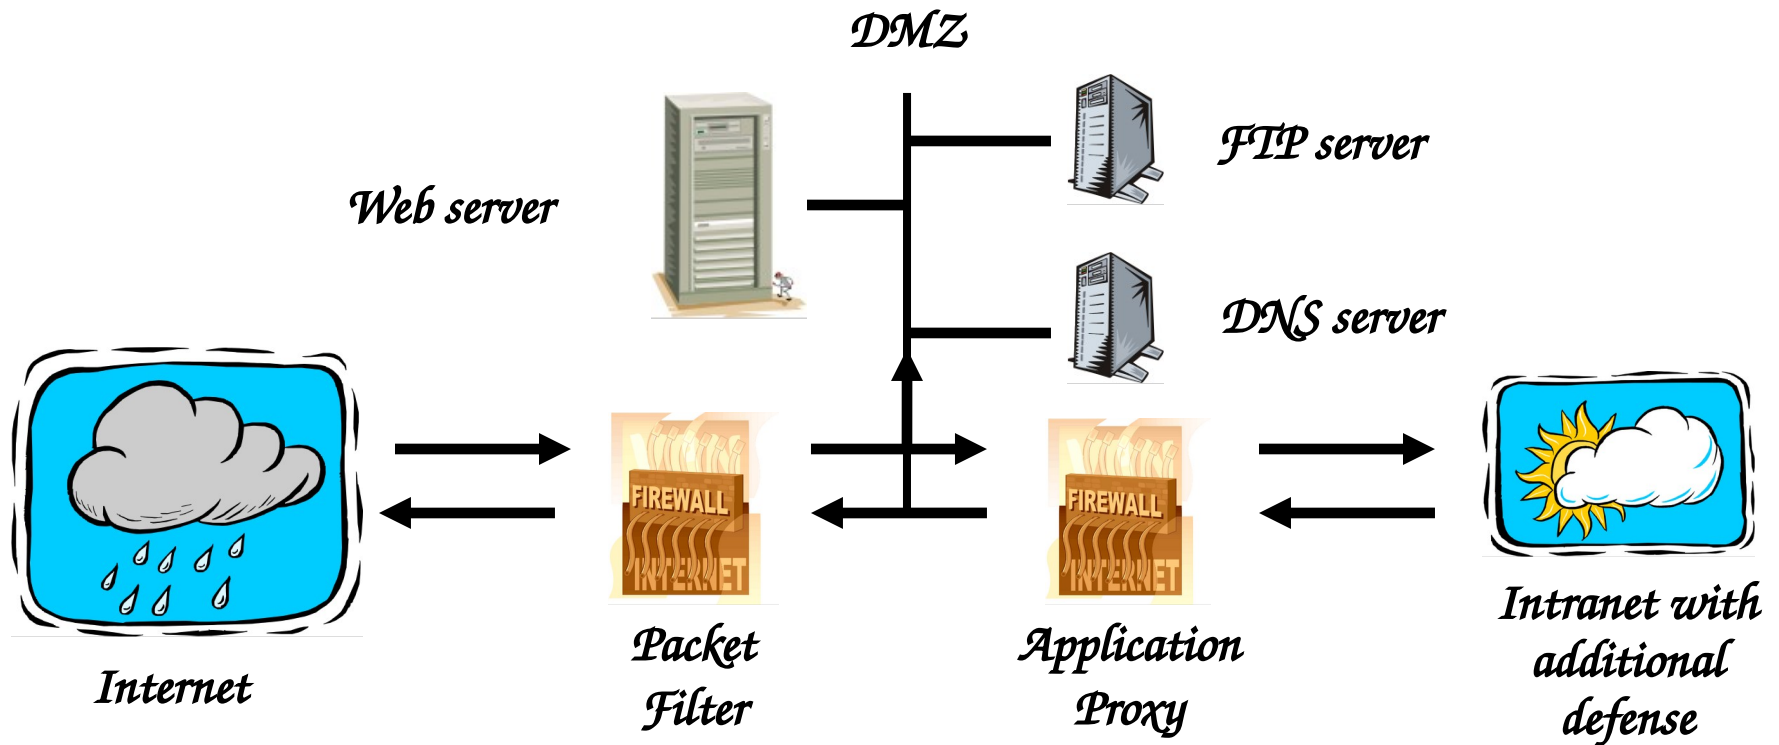 DMZ
FTP server
Web server
DNS server
FIREWALL
INTERNET
FIREWALL
INTERNET
Internet
Packet
Filter
Application
Proxy
Intranet with
additional
defense